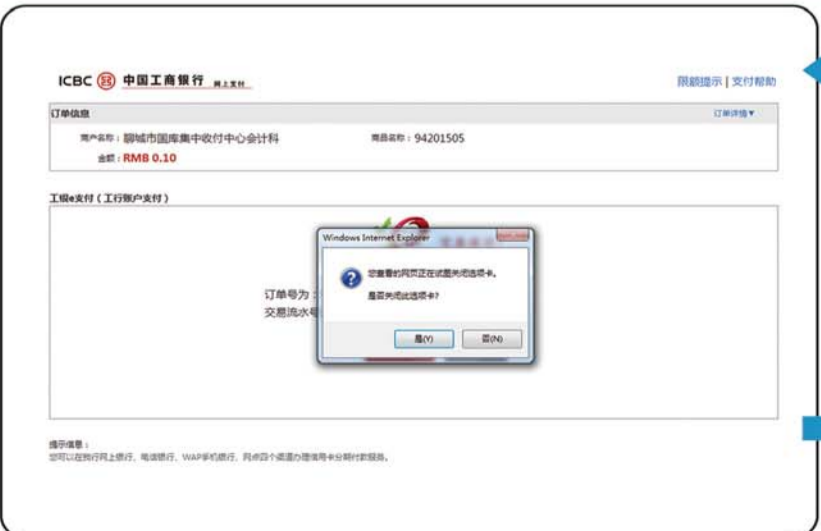 ICBC 中国工商银行 网上支付
限额提示 | 支付帮助
订单信息
订单详情▼
商户名称：聊城市国库集中收付中心会计科
商品名称：94201505
金额：RMB 0.10
工银e支付（工行账户支付）
Windows Internet Explorer
您查看的网页正在试图关闭选项卡。
是否关闭此选项卡?
订单号为：
交易流水号
是(Y)
否(N)
提示信息：
您可以在我行网上银行、电话银行、WAP手机银行、网点四个渠道办理信用卡分期付款服务。